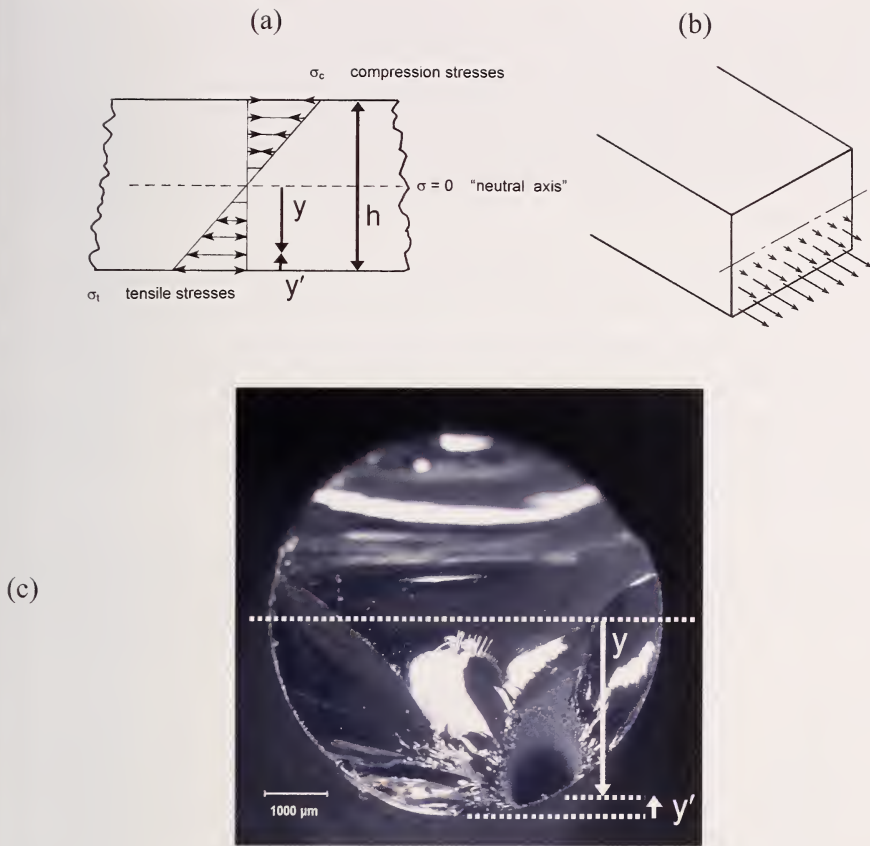 (a)
(b)
σc compression stresses
σ = 0 "neutral axis"
y
h
y'
σt tensile stresses
(c)
y
y'
1000 µm